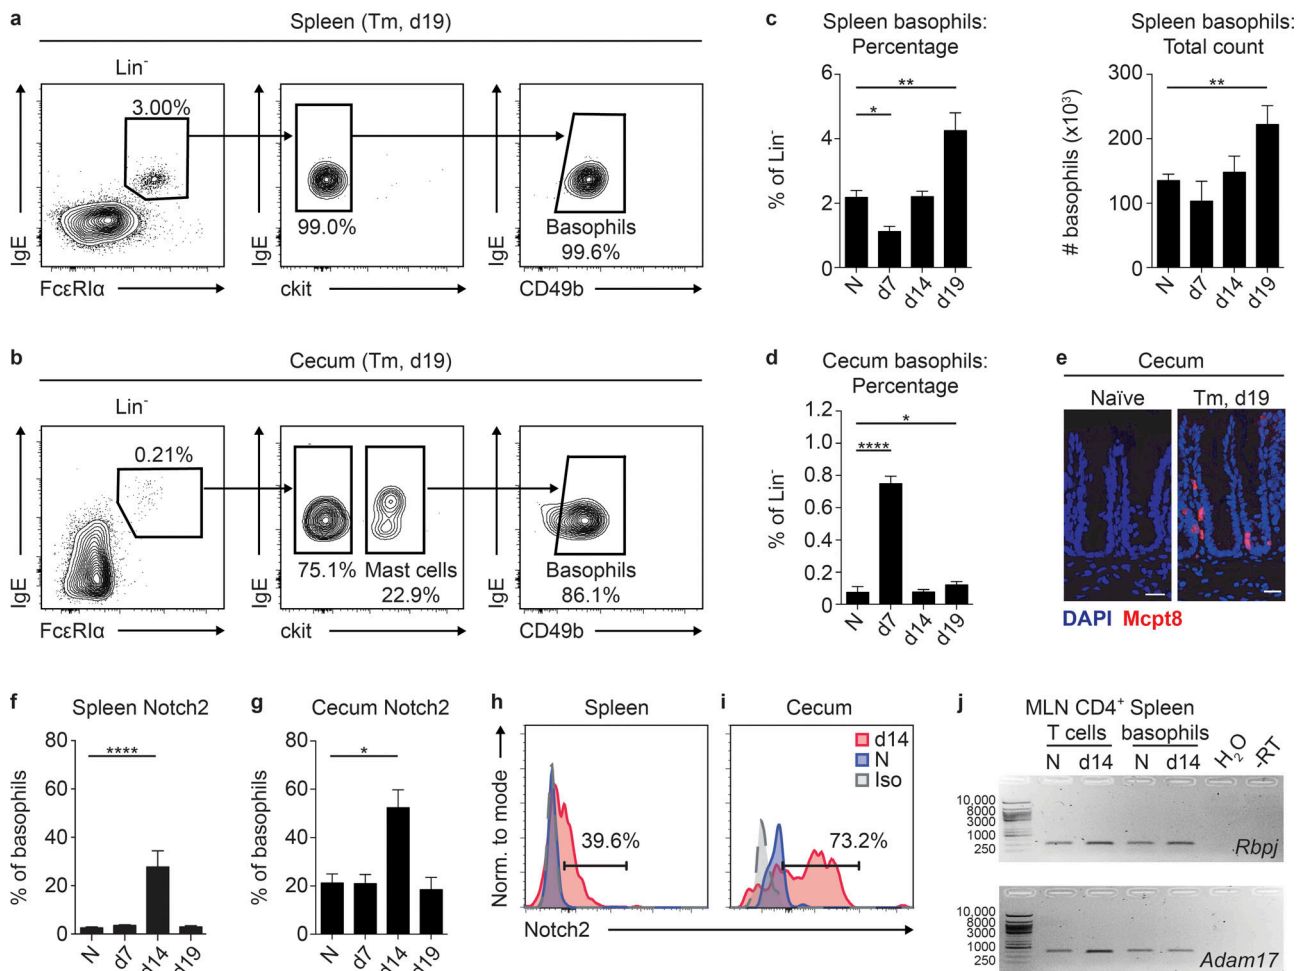 a
Spleen (Tm, d19)
Lin⁻
3.00%
99.0%
Basophils
99.6%
IgE
IgE
IgE
FcεRIα
ckit
CD49b
b
Cecum (Tm, d19)
Lin⁻
0.21%
75.1%
Mast cells
22.9%
Basophils
86.1%
IgE
IgE
IgE
FcεRIα
ckit
CD49b
c
Spleen basophils:
Percentage
% of Lin⁻
6
4
2
0
**
*
N
d7
d14
d19
Spleen basophils:
Total count
# basophils (x10³)
300
200
100
0
**
N
d7
d14
d19
d
Cecum basophils:
Percentage
% of Lin⁻
1.2
1.0
0.8
0.6
0.4
0.2
0
*
****
N
d7
d14
d19
e
Cecum
Naïve
Tm, d19
DAPI Mcpt8
f
Spleen Notch2
% of basophils
80
60
40
20
0
****
N
d7
d14
d19
g
Cecum Notch2
% of basophils
80
60
40
20
0
*
N
d7
d14
d19
h
Spleen
Norm. to mode
39.6%
i
Cecum
d14
N
Iso
73.2%
Notch2
j
MLN CD4⁺ Spleen
T cells basophils
N d14 N d14 H₂O -RT
10,000
8000
3000
1000
250
Rbpj
10,000
8000
3000
1000
250
Adam17